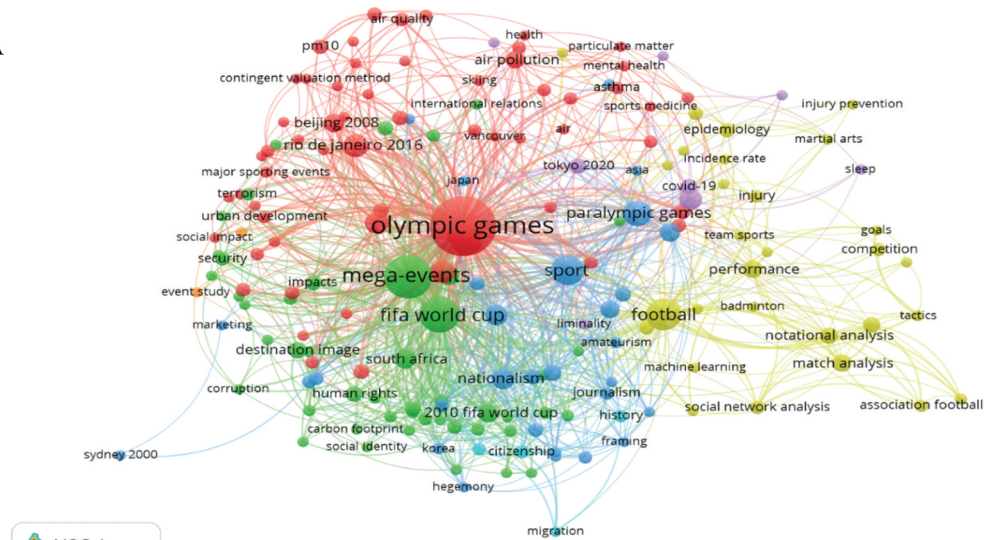 air quality
health
pm10
particulate matter
air pollution
mental health
contingent valuation method
skiing
asthma
international relations
sports medicine
injury prevention
beijing 2008
vancouver
air
epidemiology
martial arts
rio de janeiro 2016
incidence rate
major sporting events
tokyo 2020
asia
sleep
japan
covid-19
terrorism
injury
urban development
olympic games
paralympic games
social impact
team sports
goals
competition
security
mega-events
sport
performance
impacts
event study
fifa world cup
liminality
football
badminton
tactics
marketing
notational analysis
amateurism
destination image
south africa
machine learning
match analysis
nationalism
corruption
human rights
journalism
2010 fifa world cup
history
social network analysis
association football
carbon footprint
social identity
korea
citizenship
framing
sydney 2000
hegemony
migration